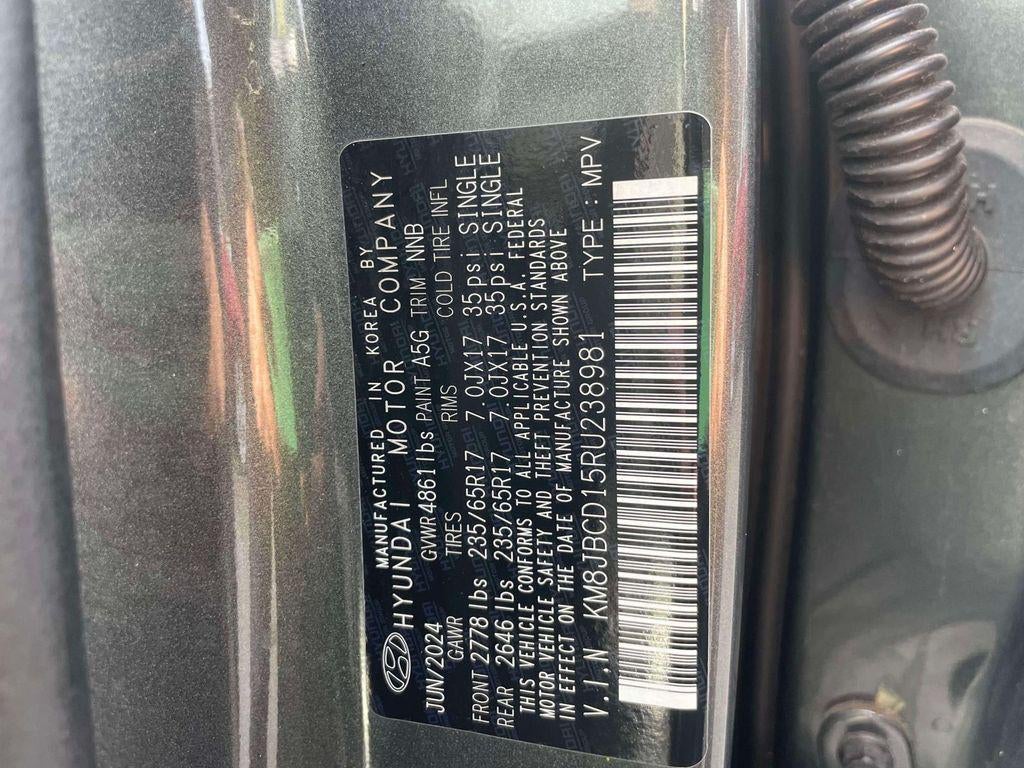 MANUFACTURED IN KOREA BY
HYUNDAI MOTOR COMPANY
JUN/2024 GVWR 4861 lbs PAINT A5G TRIM NNB
GAWR TIRES RIMS COLD TIRE INFL
FRONT 2778 lbs 235/65R17 7.0JX17 35psi SINGLE
REAR 2646 lbs 235/65R17 7.0JX17 35psi SINGLE
THIS VEHICLE CONFORMS TO ALL APPLICABLE U.S.A. FEDERAL
MOTOR VEHICLE SAFETY AND THEFT PREVENTION STANDARDS
IN EFFECT ON THE DATE OF MANUFACTURE SHOWN ABOVE
V.I.N KM8JBCD15RU238981 TYPE : MPV